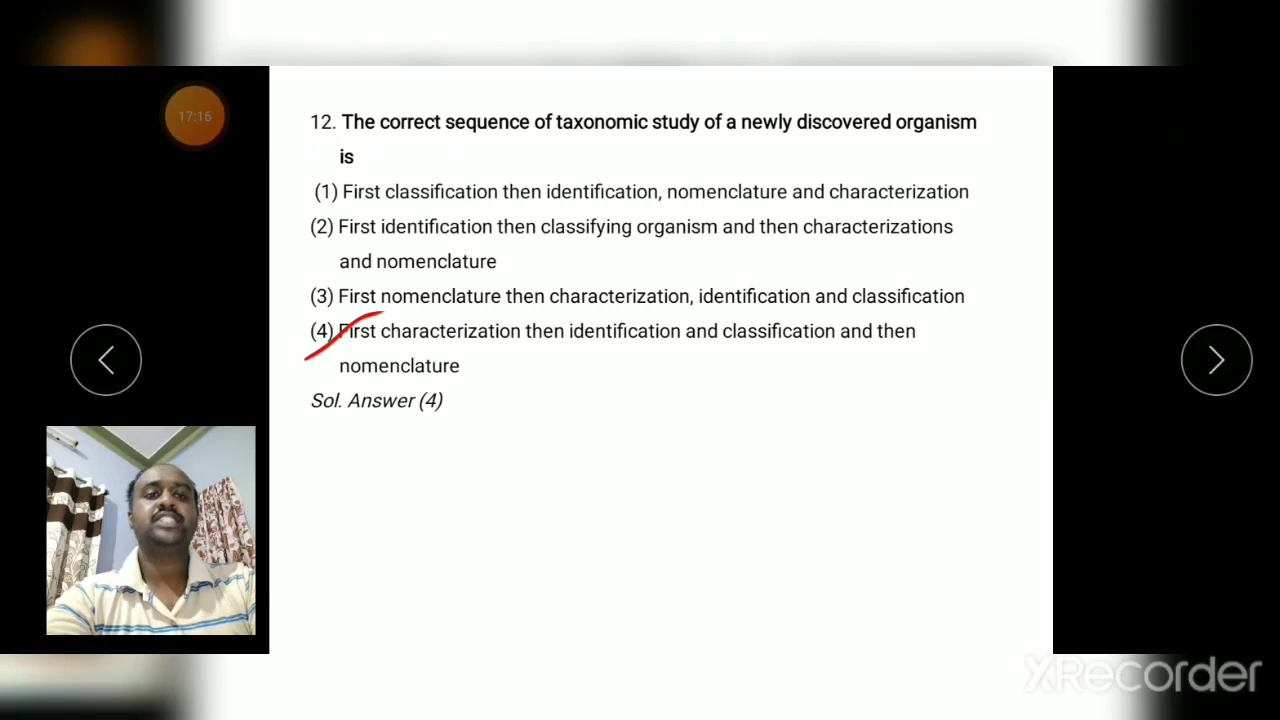 17:16
12. The correct sequence of taxonomic study of a newly discovered organism
is
(1) First classification then identification, nomenclature and characterization
(2) First identification then classifying organism and then characterizations
and nomenclature
(3) First nomenclature then characterization, identification and classification
(4) First characterization then identification and classification and then
nomenclature
Sol. Answer (4)
XRecorder